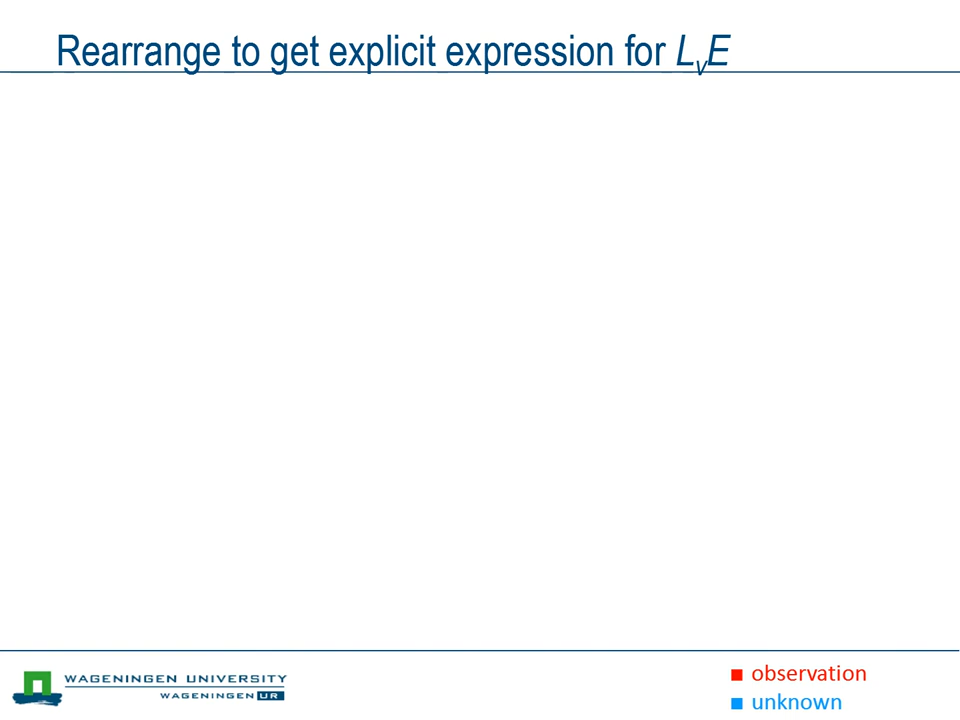 Rearrange to get explicit expression for LvE
WAGENINGEN UNIVERSITY
WAGENINGEN UR
observation
unknown